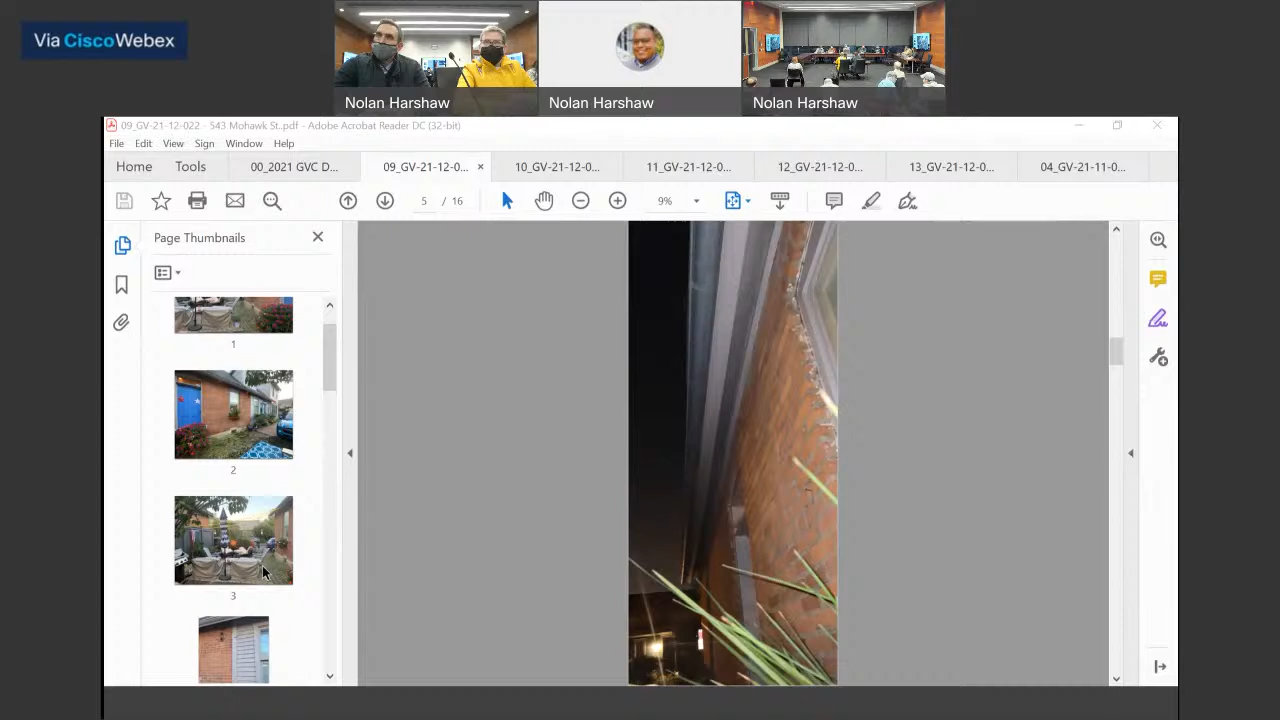 Via CiscoWebex
Nolan Harshaw
Nolan Harshaw
Nolan Harshaw
09_GV-21-12-022 - 543 Mohawk St..pdf - Adobe Acrobat Reader DC (32-bit)
File Edit View Sign Window Help
Home Tools 00_2021 GVC D... 09_GV-21-12-0... × 10_GV-21-12-0... 11_GV-21-12-0... 12_GV-21-12-0... 13_GV-21-12-0... 04_GV-21-11-0...
5 / 16 9%
Page Thumbnails
1
2
3